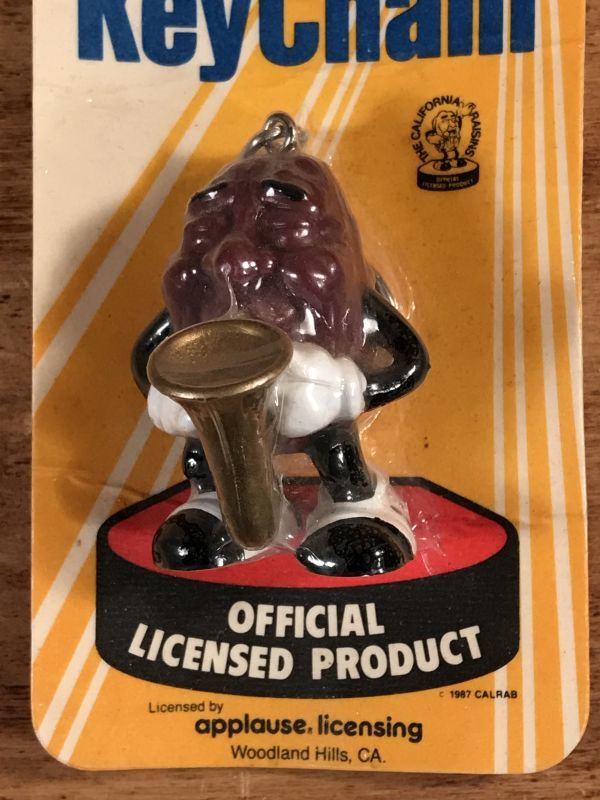 KeyChain
THE CALIFORNIA RAISINS
OFFICIAL
LICENSED PRODUCT
OFFICIAL
LICENSED PRODUCT
© 1987 CALRAB
Licensed by
applause® licensing
Woodland Hills, CA.